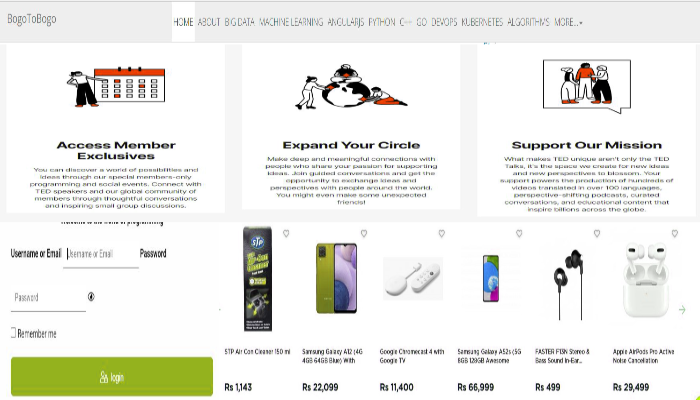 BogoToBogo
HOME ABOUT BIG DATA MACHINE LEARNING ANGULARJS PYTHON C++ GO DEVOPS KUBERNETES ALGORITHMS MORE...
Access Member
Exclusives
You can discover a world of possibilities and
ideas through our special members-only
programming and social events. Connect with
TED speakers and our global community of
members through thoughtful conversations
and inspiring small group discussions.
Expand Your Circle
Make deep and meaningful connections with
people who share your passion for supporting
ideas. Join guided conversations and get the
opportunity to exchange ideas and
perspectives with people around the world.
You might even make some unexpected
friends!
Support Our Mission
What makes TED unique aren't only the TED
Talks, it's the space we create for new ideas
and new perspectives to blossom. Your
support powers the production of hundreds of
videos translated in over 100 languages,
perspective-shifting podcasts, curated
conversations, and educational content that
inspire billions across the globe.
Username or Email Username or Email Password
Password
Remember me
login
STP
STP Air Con Cleaner 150 ml
Rs 1,143
Samsung Galaxy A12 (4G
4GB 64GB Blue) With
Rs 22,099
Google Chromecast 4 with
Google TV
Rs 11,400
Samsung Galaxy A52s (5G
8GB 128GB Awesome
Rs 66,999
FASTER F13N Stereo &
Bass Sound In-Ear...
Rs 499
Apple AirPods Pro Active
Noise Cancellation
Rs 29,499